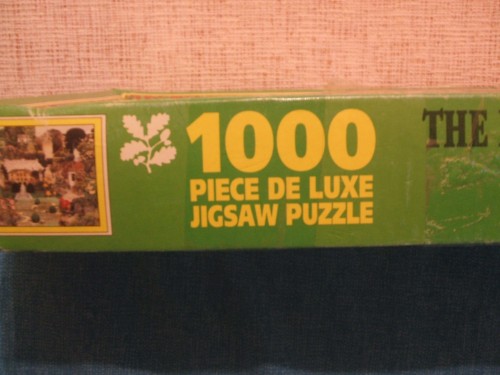 1000
PIECE DE LUXE
JIGSAW PUZZLE
THE